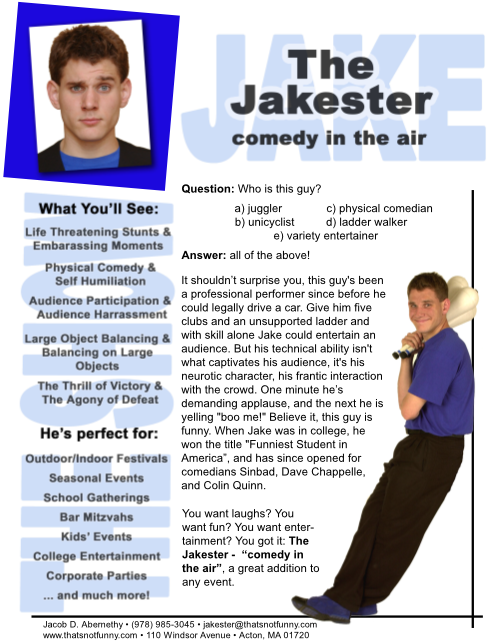 JAKE
The
Jakester
comedy in the air
Question: Who is this guy?
a) juggler c) physical comedian
b) unicyclist d) ladder walker
e) variety entertainer
Answer: all of the above!
It shouldn't surprise you, this guy's been
a professional performer since before he
could legally drive a car. Give him five
clubs and an unsupported ladder and
with skill alone Jake could entertain an
audience. But his technical ability isn't
what captivates his audience, it's his
neurotic character, his frantic interaction
with the crowd. One minute he's
demanding applause, and the next he is
yelling "boo me!" Believe it, this guy is
funny. When Jake was in college, he
won the title "Funniest Student in
America", and has since opened for
comedians Sinbad, Dave Chappelle,
and Colin Quinn.
You want laughs? You
want fun? You want enter-
tainment? You got it: The
Jakester - “comedy in
the air”, a great addition to
any event.
What You'll See:
Life Threatening Stunts &
Embarassing Moments
Physical Comedy &
Self Humiliation
Audience Participation &
Audience Harrassment
Large Object Balancing &
Balancing on Large
Objects
The Thrill of Victory &
The Agony of Defeat
He's perfect for:
Outdoor/Indoor Festivals
Seasonal Events
School Gatherings
Bar Mitzvahs
Kids' Events
College Entertainment
Corporate Parties
... and much more!
Jacob D. Abernethy • (978) 985-3045 • jakester@thatsnotfunny.com
www.thatsnotfunny.com • 110 Windsor Avenue • Acton, MA 01720